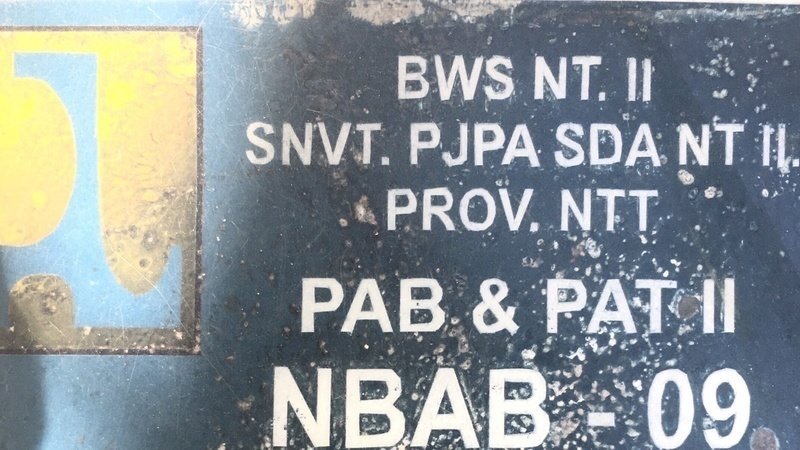 BWS NT. II
SNVT. PJPA SDA NT II.
PROV. NTT
PAB & PAT II
NBAB - 09